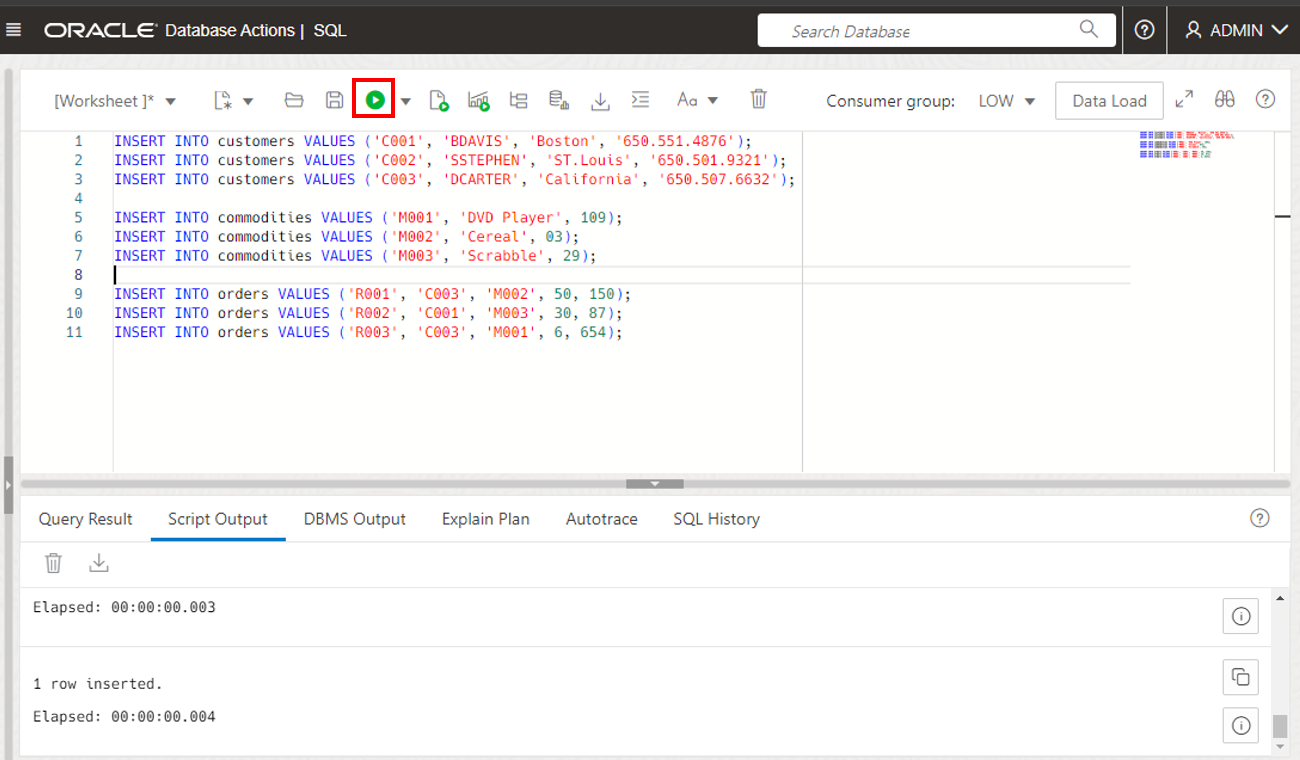 ORACLE Database Actions | SQL
Search Database
ADMIN
[Worksheet ]*
Aa
Consumer group: LOW
Data Load
1 INSERT INTO customers VALUES ('C001', 'BDAVIS', 'Boston', '650.551.4876');
2 INSERT INTO customers VALUES ('C002', 'SSTEPHEN', 'ST.Louis', '650.501.9321');
3 INSERT INTO customers VALUES ('C003', 'DCARTER', 'California', '650.507.6632');
4
5 INSERT INTO commodities VALUES ('M001', 'DVD Player', 109);
6 INSERT INTO commodities VALUES ('M002', 'Cereal', 03);
7 INSERT INTO commodities VALUES ('M003', 'Scrabble', 29);
8
9 INSERT INTO orders VALUES ('R001', 'C003', 'M002', 50, 150);
10 INSERT INTO orders VALUES ('R002', 'C001', 'M003', 30, 87);
11 INSERT INTO orders VALUES ('R003', 'C003', 'M001', 6, 654);
Query Result Script Output DBMS Output Explain Plan Autotrace SQL History
Elapsed: 00:00:00.003
1 row inserted.
Elapsed: 00:00:00.004